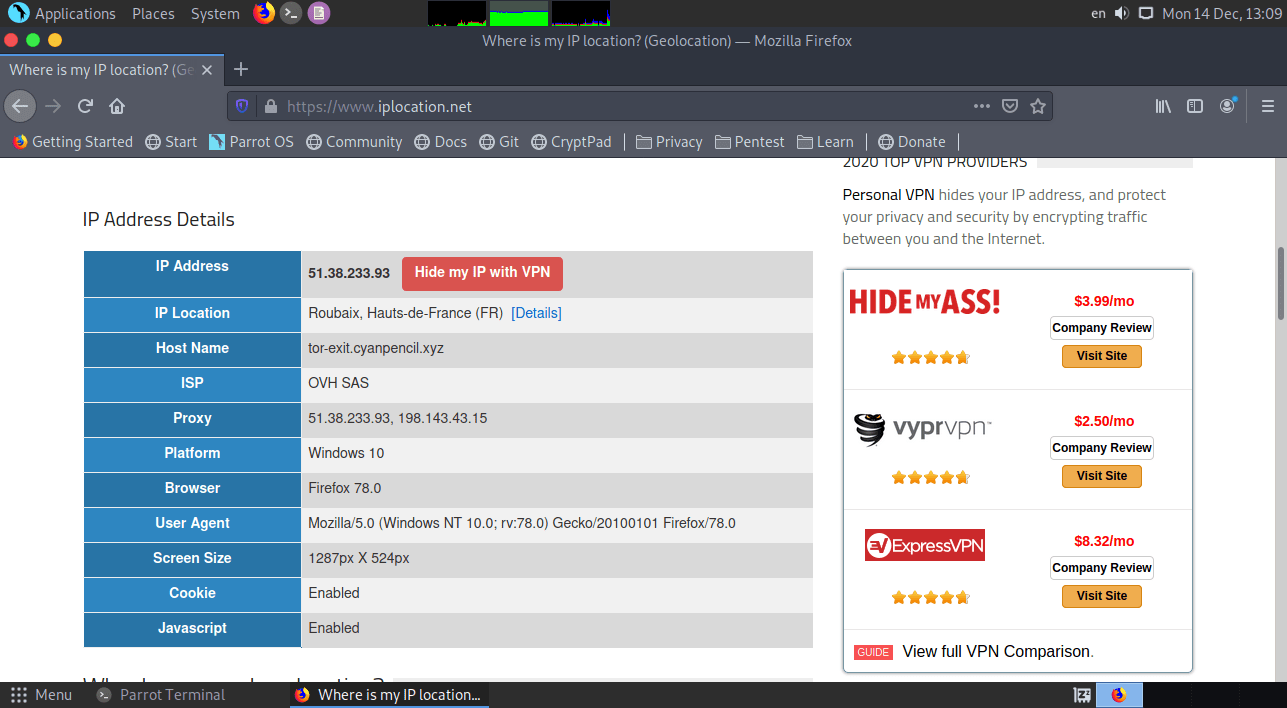 Applications Places System
en Mon 14 Dec, 13:09
Where is my IP location? (Geolocation) — Mozilla Firefox
Where is my IP location? (Ge
https://www.iplocation.net
Getting Started Start Parrot OS Community Docs Git CryptPad Privacy Pentest Learn Donate
2020 TOP VPN PROVIDERS
Personal VPN hides your IP address, and protect
your privacy and security by encrypting traffic
between you and the Internet.
IP Address Details
IP Address 51.38.233.93 Hide my IP with VPN
IP Location Roubaix, Hauts-de-France (FR) [Details]
Host Name tor-exit.cyanpencil.xyz
ISP OVH SAS
Proxy 51.38.233.93, 198.143.43.15
Platform Windows 10
Browser Firefox 78.0
User Agent Mozilla/5.0 (Windows NT 10.0; rv:78.0) Gecko/20100101 Firefox/78.0
Screen Size 1287px X 524px
Cookie Enabled
Javascript Enabled
HIDE MY ASS!
$3.99/mo
Company Review
Visit Site
vyprvpn™
$2.50/mo
Company Review
Visit Site
ExpressVPN
$8.32/mo
Company Review
Visit Site
GUIDE View full VPN Comparison.
Menu Parrot Terminal Where is my IP location...